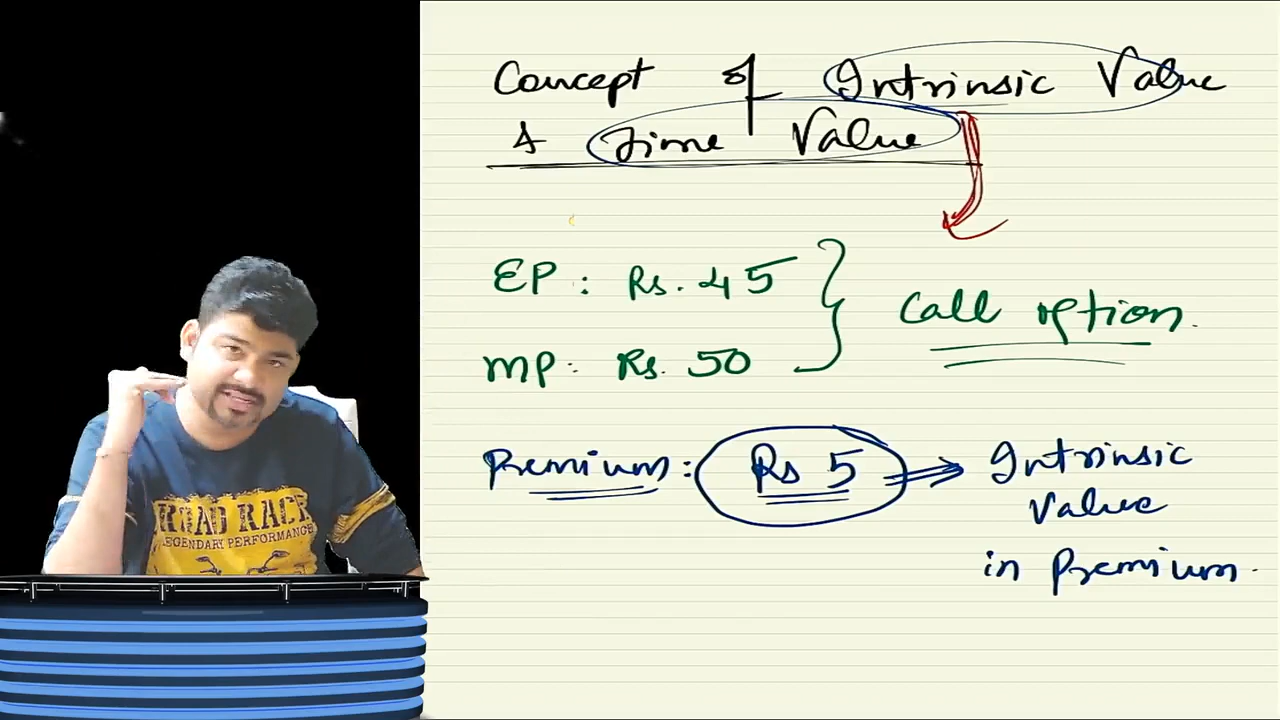 Concept of Intrinsic Value
& Time Value
EP : Rs. 45
MP : Rs. 50
Call option.
Premium : Rs 5 ⇒ Intrinsic
Value
in Premium.
ROAD RACE
LEGENDARY PERFORMANCE